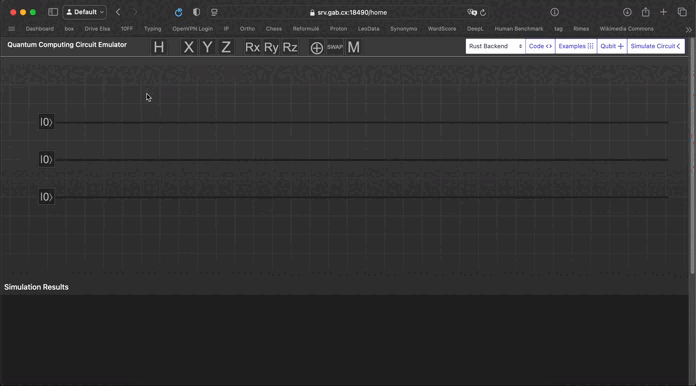 Default
srv.gab.cx:18490/home
Dashboard box Drive Elsa 10FF Typing OpenVPN Login IP Ortho Chess Reformulé Proton LeoData Synonymo WardScore DeepL Human Benchmark tag Rimes Wikimedia Commons
Quantum Computing Circuit Emulator H X Y Z Rx Ry Rz ⊕ SWAP M Rust Backend Code <> Examples Qubit + Simulate Circuit
|0⟩
|0⟩
|0⟩
Simulation Results